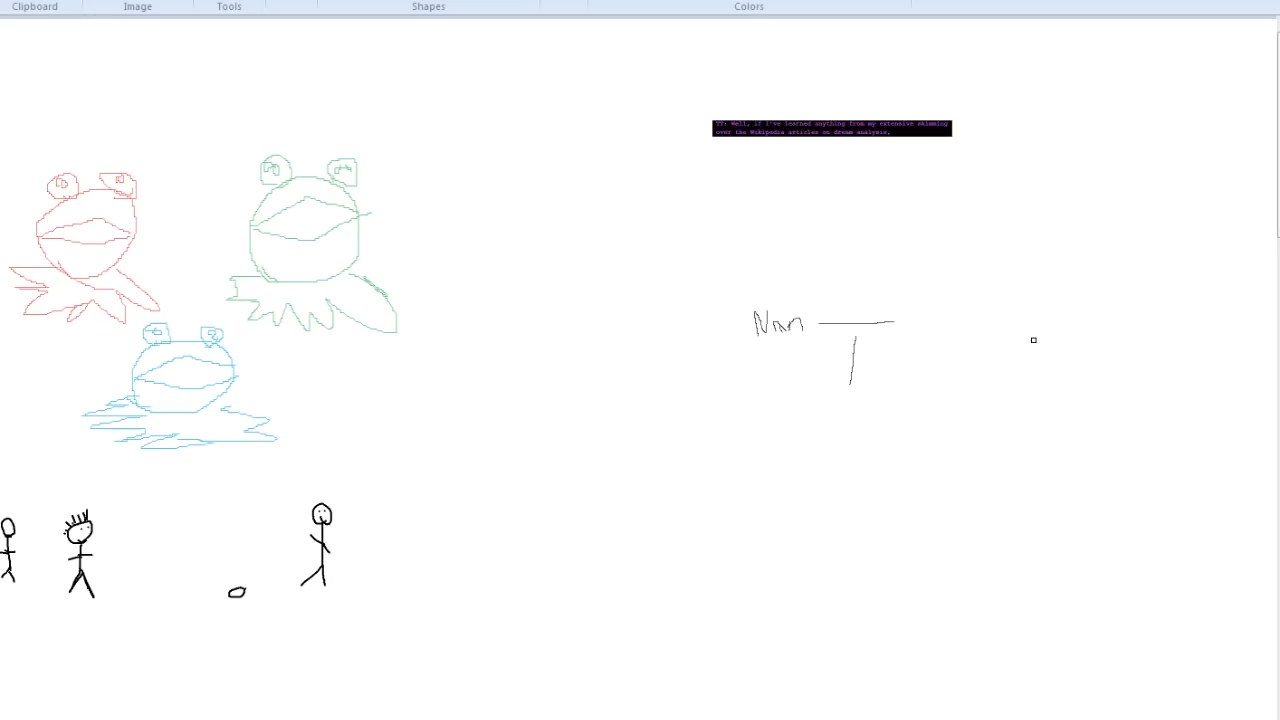 Clipboard Image Tools Shapes Colors
TT: Well, if I've learned anything from my extensive skimming
over the Wikipedia articles on dream analysis,